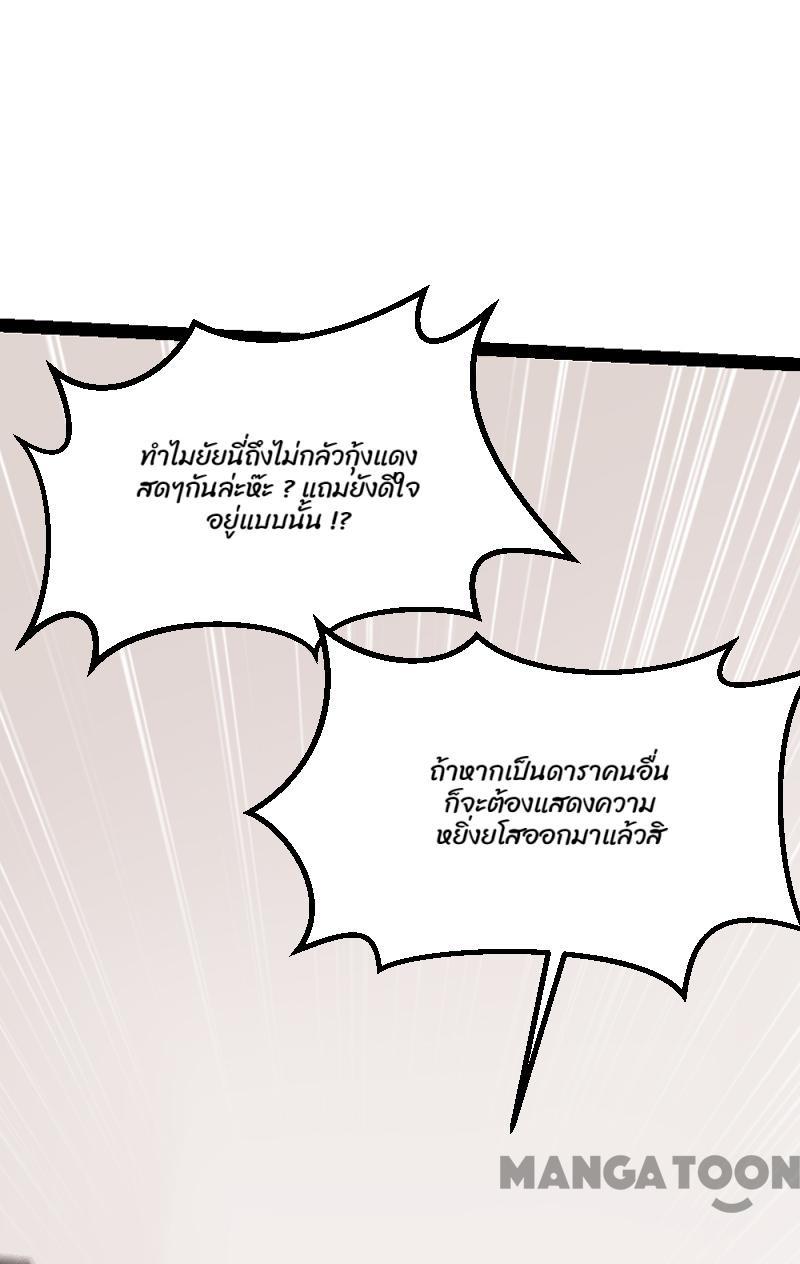 ทำไมยัยนี่ถึงไม่กลัวกุ้งแดง
สดๆกันล่ะห๊ะ ? แถมยังดีใจ
อยู่แบบนั้น !?
ถ้าหากเป็นดาราคนอื่น
ก็จะต้องแสดงความ
หยิ่งยโสออกมาแล้วสิ
MANGATOON